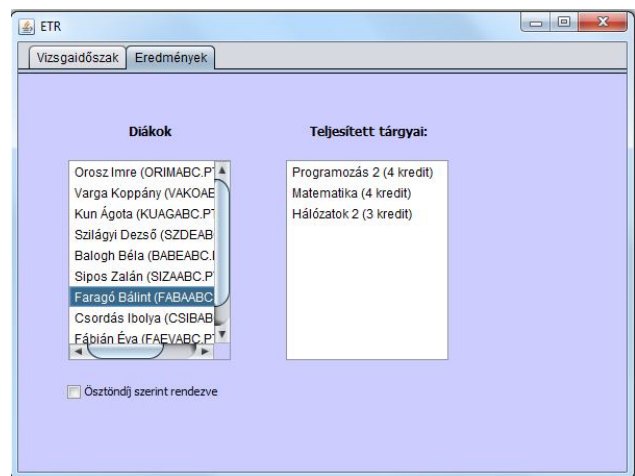 ETR
Vizsgaidőszak Eredmények
Diákok
Orosz Imre (ORIMABC.P
Varga Koppány (VAKOAB
Kun Ágota (KUAGABC.P
Szilágyi Dezső (SZDEAB
Balogh Béla (BABEABC.
Sipos Zalán (SIZAABC.P
Faragó Bálint (FABAABC
Csordás Ibolya (CSIBAB
Fábián Éva (FAEVABC.P
Teljesített tárgyai:
Programozás 2 (4 kredit)
Matematika (4 kredit)
Hálózatok 2 (3 kredit)
Ösztöndíj szerint rendezve